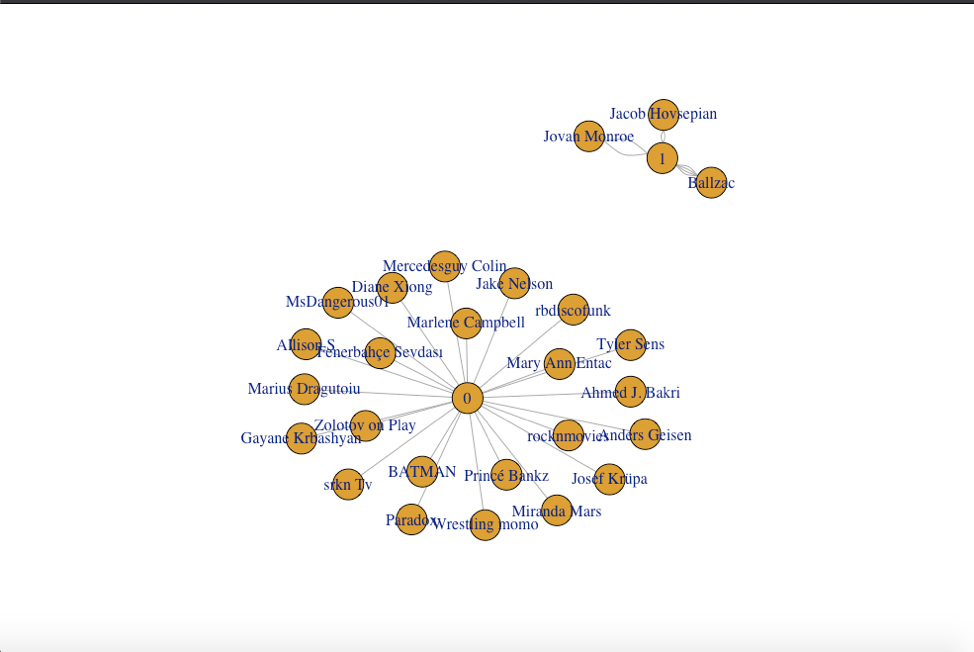 Jacob Hovsepian
Jovan Monroe
1
Ballzac
Mercedesguy Colin
Jake Nelson
Diane Xiong
MsDangerous01
rbdiscofunk
Marlene Campbell
Allison S
Fenerbahçe Sevdası
Tyler Sens
Mary Ann Entac
Marius Dragutoiu
0
Ahmed J. Bakri
Zolotov on Play
Gayane Krbashyan
rocknmovies
Anders Geisen
BATMAN
Prince Bankz
srkn Tv
Josef Krüpa
Miranda Mars
Paradox
Wrestling momo